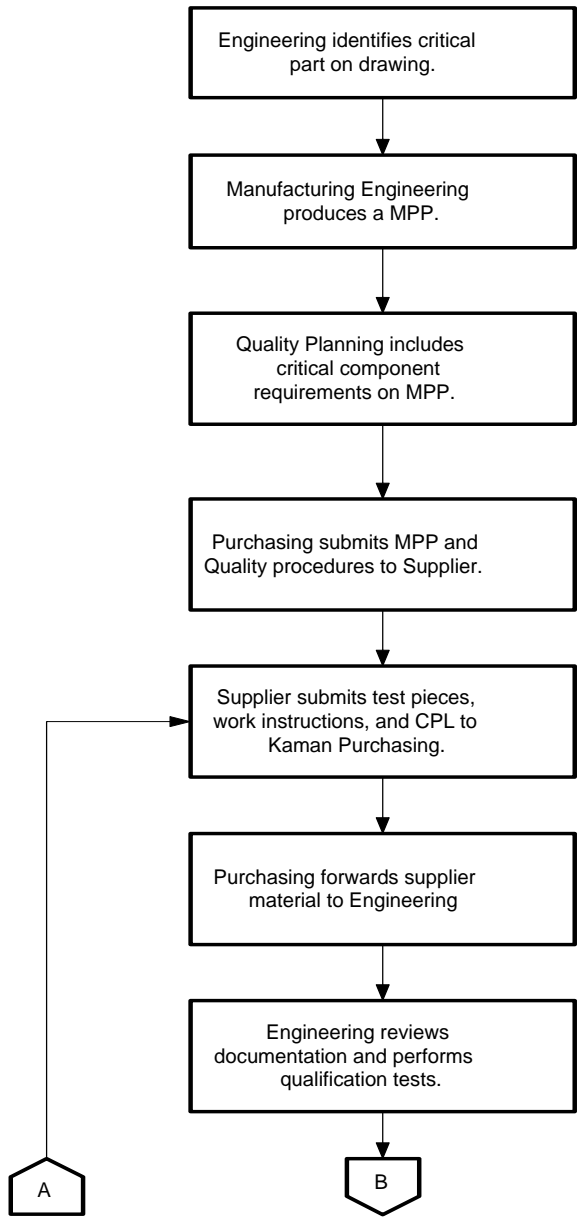 Engineering identifies critical
part on drawing.
Manufacturing Engineering
produces a MPP.
Quality Planning includes
critical component
requirements on MPP.
Purchasing submits MPP and
Quality procedures to Supplier.
Supplier submits test pieces,
work instructions, and CPL to
Kaman Purchasing.
Purchasing forwards supplier
material to Engineering
Engineering reviews
documentation and performs
qualification tests.
A
B